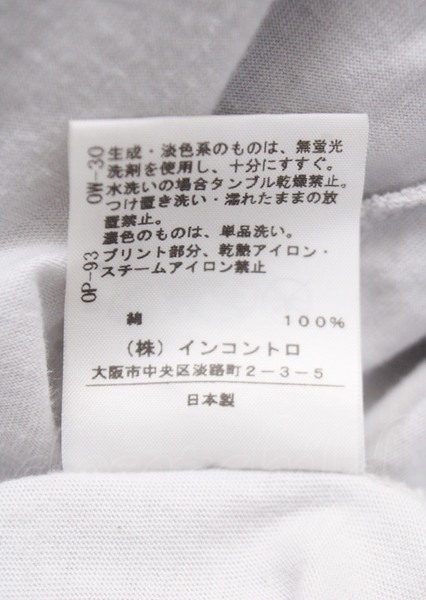 OW-30
生成・淡色系のものは、無蛍光
洗剤を使用し、十分にすすぐ。
水洗いの場合タンブル乾燥禁止。
つけ置き洗い・濡れたままの放
置禁止。
濃色のものは、単品洗い。
OP-93
プリント部分、乾熱アイロン・
スチームアイロン禁止
綿 100%
(株) インコントロ
大阪市中央区淡路町2-3-5
日本製